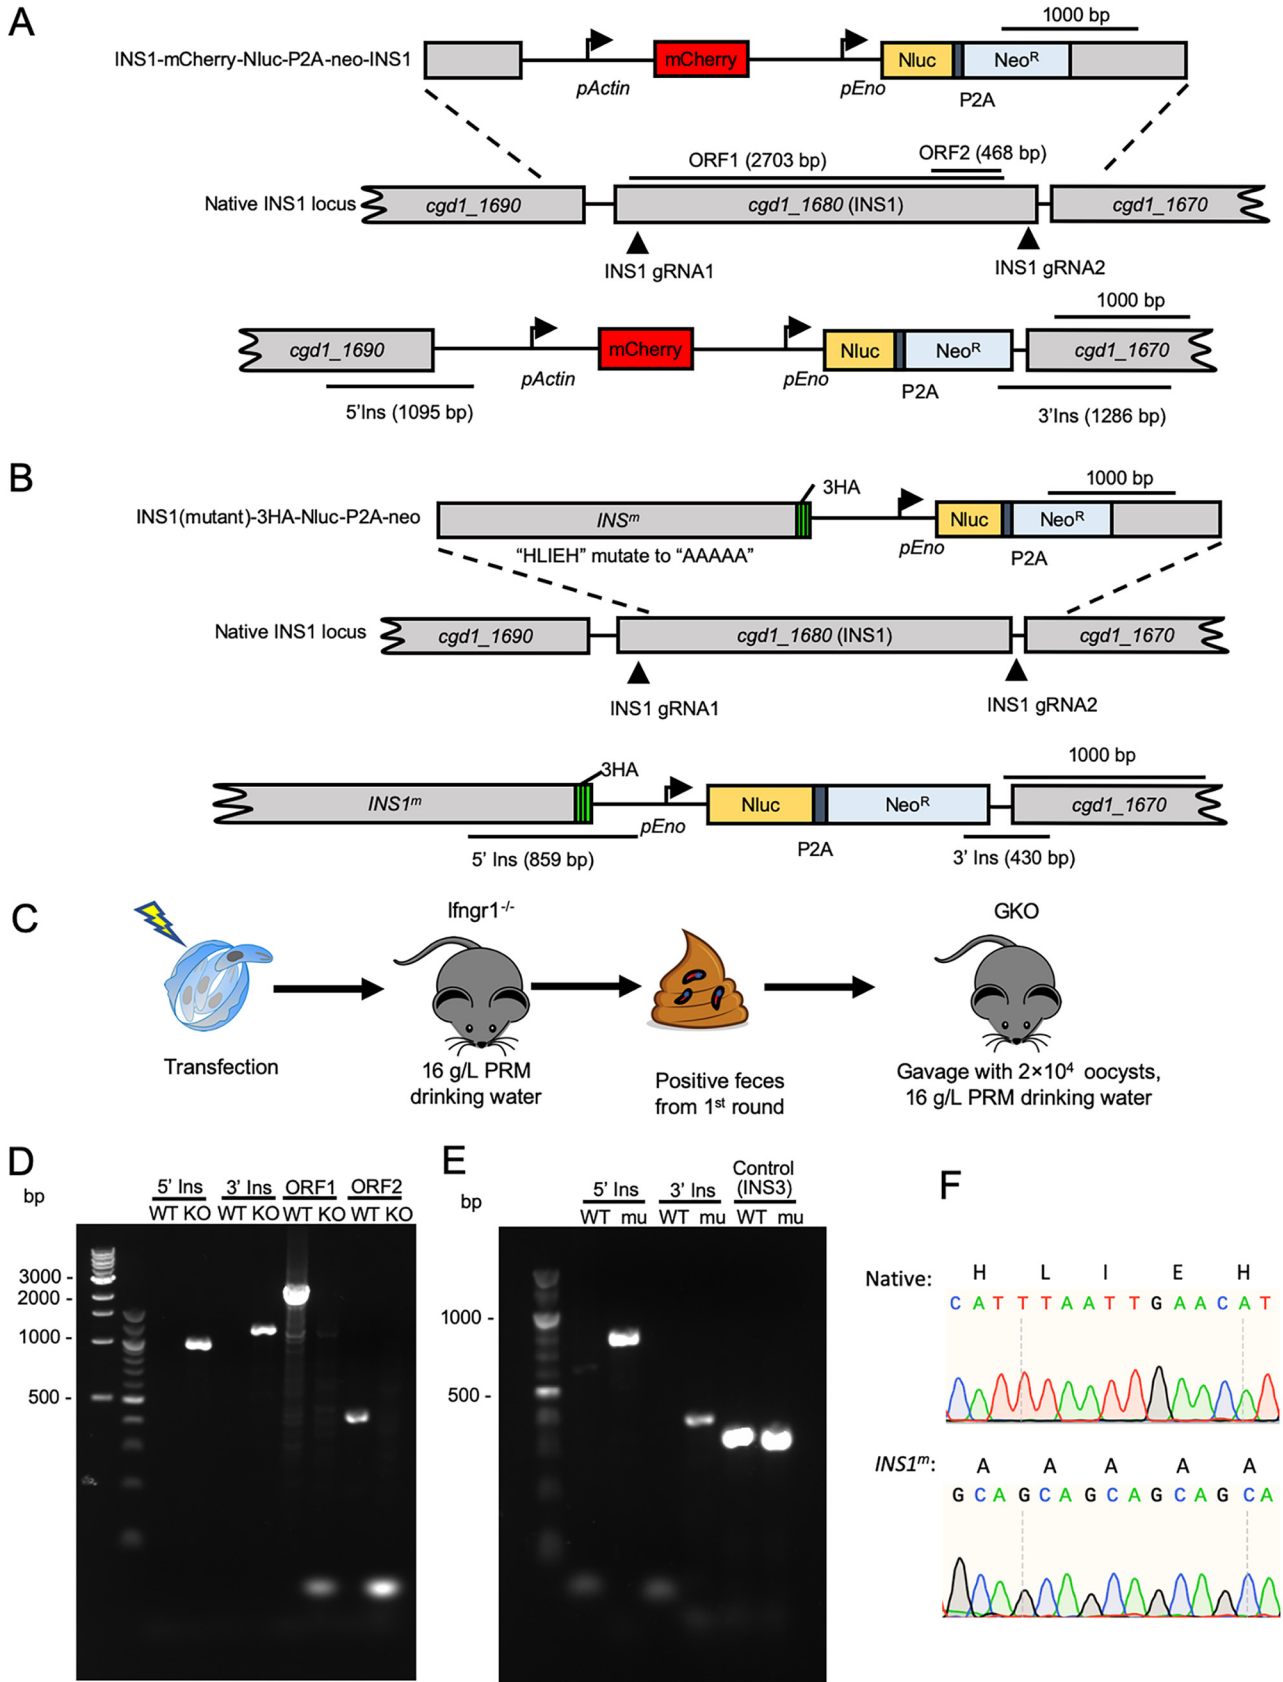 A
1000 bp
INS1-mCherry-Nluc-P2A-neo-INS1
mCherry
Nluc
Neoᴿ
pActin
pEno
P2A
ORF1 (2703 bp)
ORF2 (468 bp)
Native INS1 locus
cgd1_1690
cgd1_1680 (INS1)
cgd1_1670
INS1 gRNA1
INS1 gRNA2
1000 bp
cgd1_1690
mCherry
Nluc
Neoᴿ
cgd1_1670
pActin
pEno
P2A
5'Ins (1095 bp)
3'Ins (1286 bp)
B
3HA
1000 bp
INS1(mutant)-3HA-Nluc-P2A-neo
INSᵐ
Nluc
Neoᴿ
"HLIEH" mutate to "AAAAA"
pEno
P2A
Native INS1 locus
cgd1_1690
cgd1_1680 (INS1)
cgd1_1670
INS1 gRNA1
INS1 gRNA2
3HA
1000 bp
INS1ᵐ
Nluc
Neoᴿ
cgd1_1670
pEno
P2A
5' Ins (859 bp)
3' Ins (430 bp)
C
Ifngr1⁻/⁻
GKO
Transfection
16 g/L PRM
drinking water
Positive feces
from 1ˢᵗ round
Gavage with 2×10⁴ oocysts,
16 g/L PRM drinking water
D
bp
5' Ins 3' Ins ORF1 ORF2
WT KO WT KO WT KO WT KO
3000 -
2000 -
1000 -
500 -
E
bp
5' Ins 3' Ins Control
(INS3)
WT mu WT mu WT mu
1000 -
500 -
F
Native: H L I E H
C A T T T A A T T G A A C A T
INS1ᵐ: A A A A A
G C A G C A G C A G C A G C A